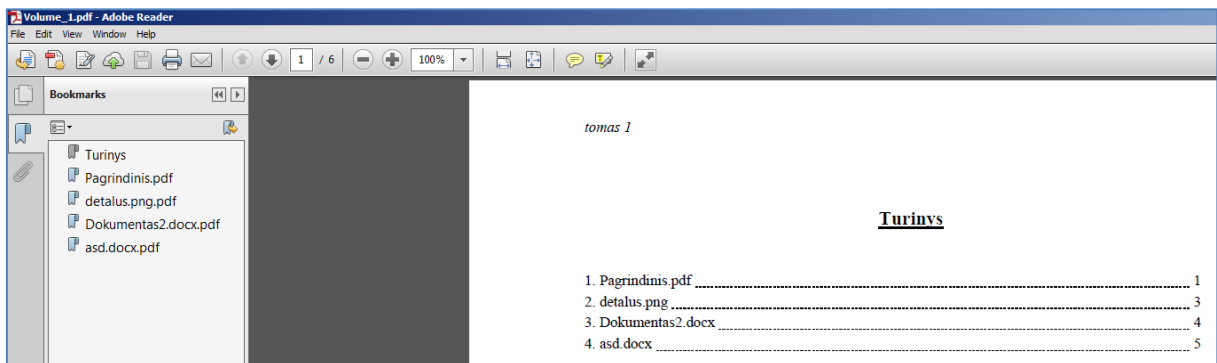 Volume_1.pdf - Adobe Reader
File Edit View Window Help
1 / 6 100%
Bookmarks
Turinys
Pagrindinis.pdf
detalus.png.pdf
Dokumentas2.docx.pdf
asd.docx.pdf
tomas 1
Turinys
1. Pagrindinis.pdf 1
2. detalus.png 3
3. Dokumentas2.docx 4
4. asd.docx 5